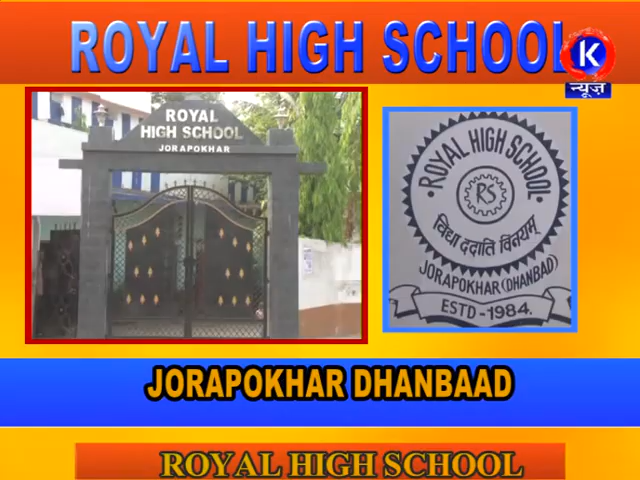 ROYAL HIGH SCHOOL
K
न्यूज़
ROYAL
HIGH SCHOOL
JORAPOKHAR
ROYAL HIGH SCHOOL
RS
विद्या ददाति विनयम्
JORAPOKHAR (DHANBAD)
ESTD - 1984.
JORAPOKHAR DHANBAAD
ROYAL HIGH SCHOOL